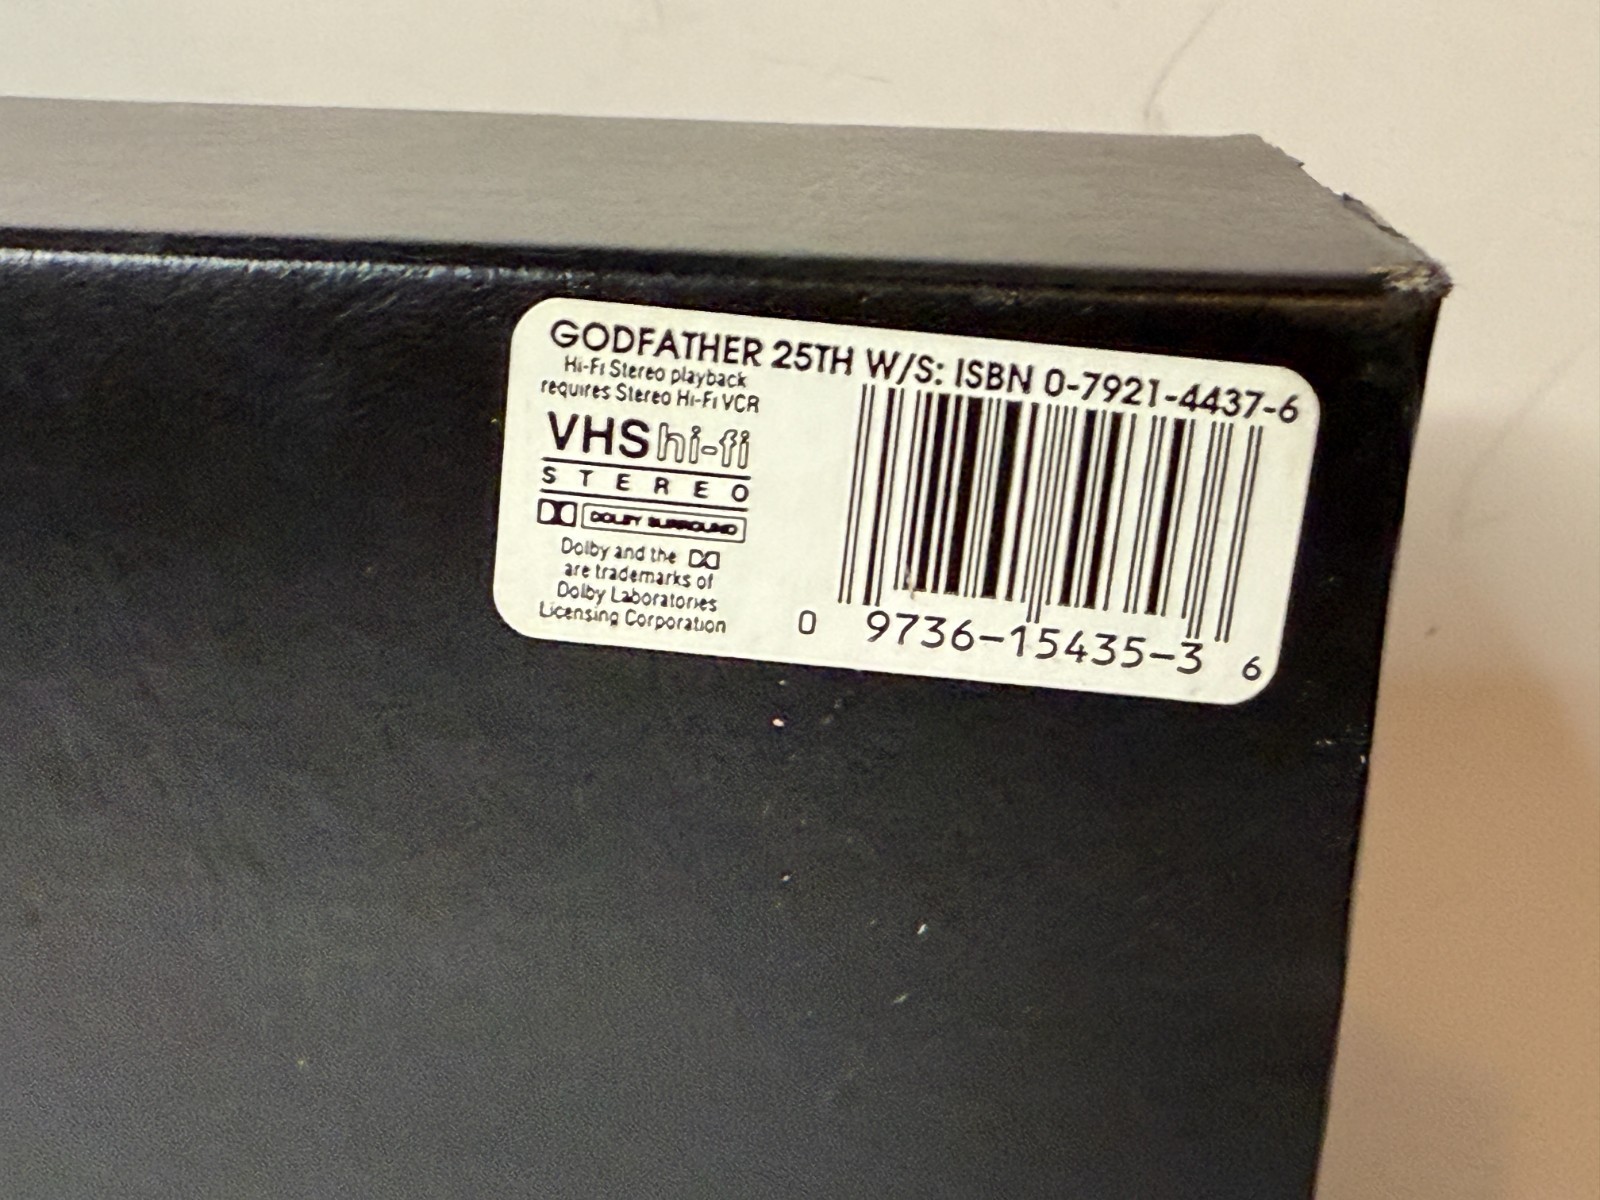 GODFATHER 25TH W/S: ISBN 0-7921-4437-6
Hi-Fi Stereo playback
requires Stereo Hi-Fi VCR
VHS hi-fi
STEREO
DOLBY SURROUND
Dolby and the
are trademarks of
Dolby Laboratories
Licensing Corporation
0 9736-15435-3 6